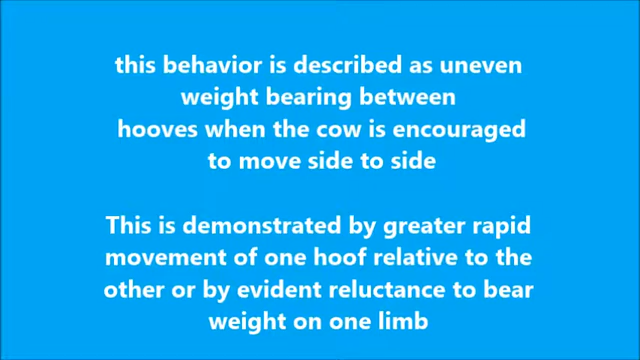 this behavior is described as uneven
weight bearing between
hooves when the cow is encouraged
to move side to side
This is demonstrated by greater rapid
movement of one hoof relative to the
other or by evident reluctance to bear
weight on one limb